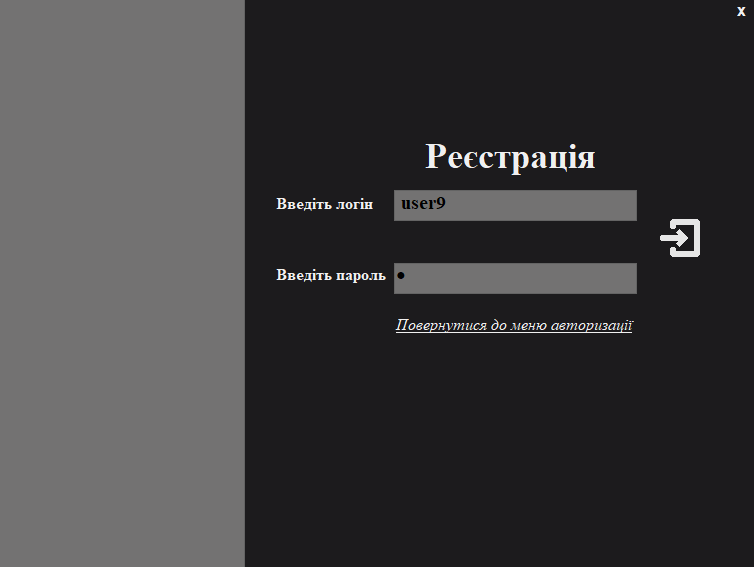 x
Реєстрація
Введіть логін user9
Введіть пароль ●
Повернутися до меню авторизації